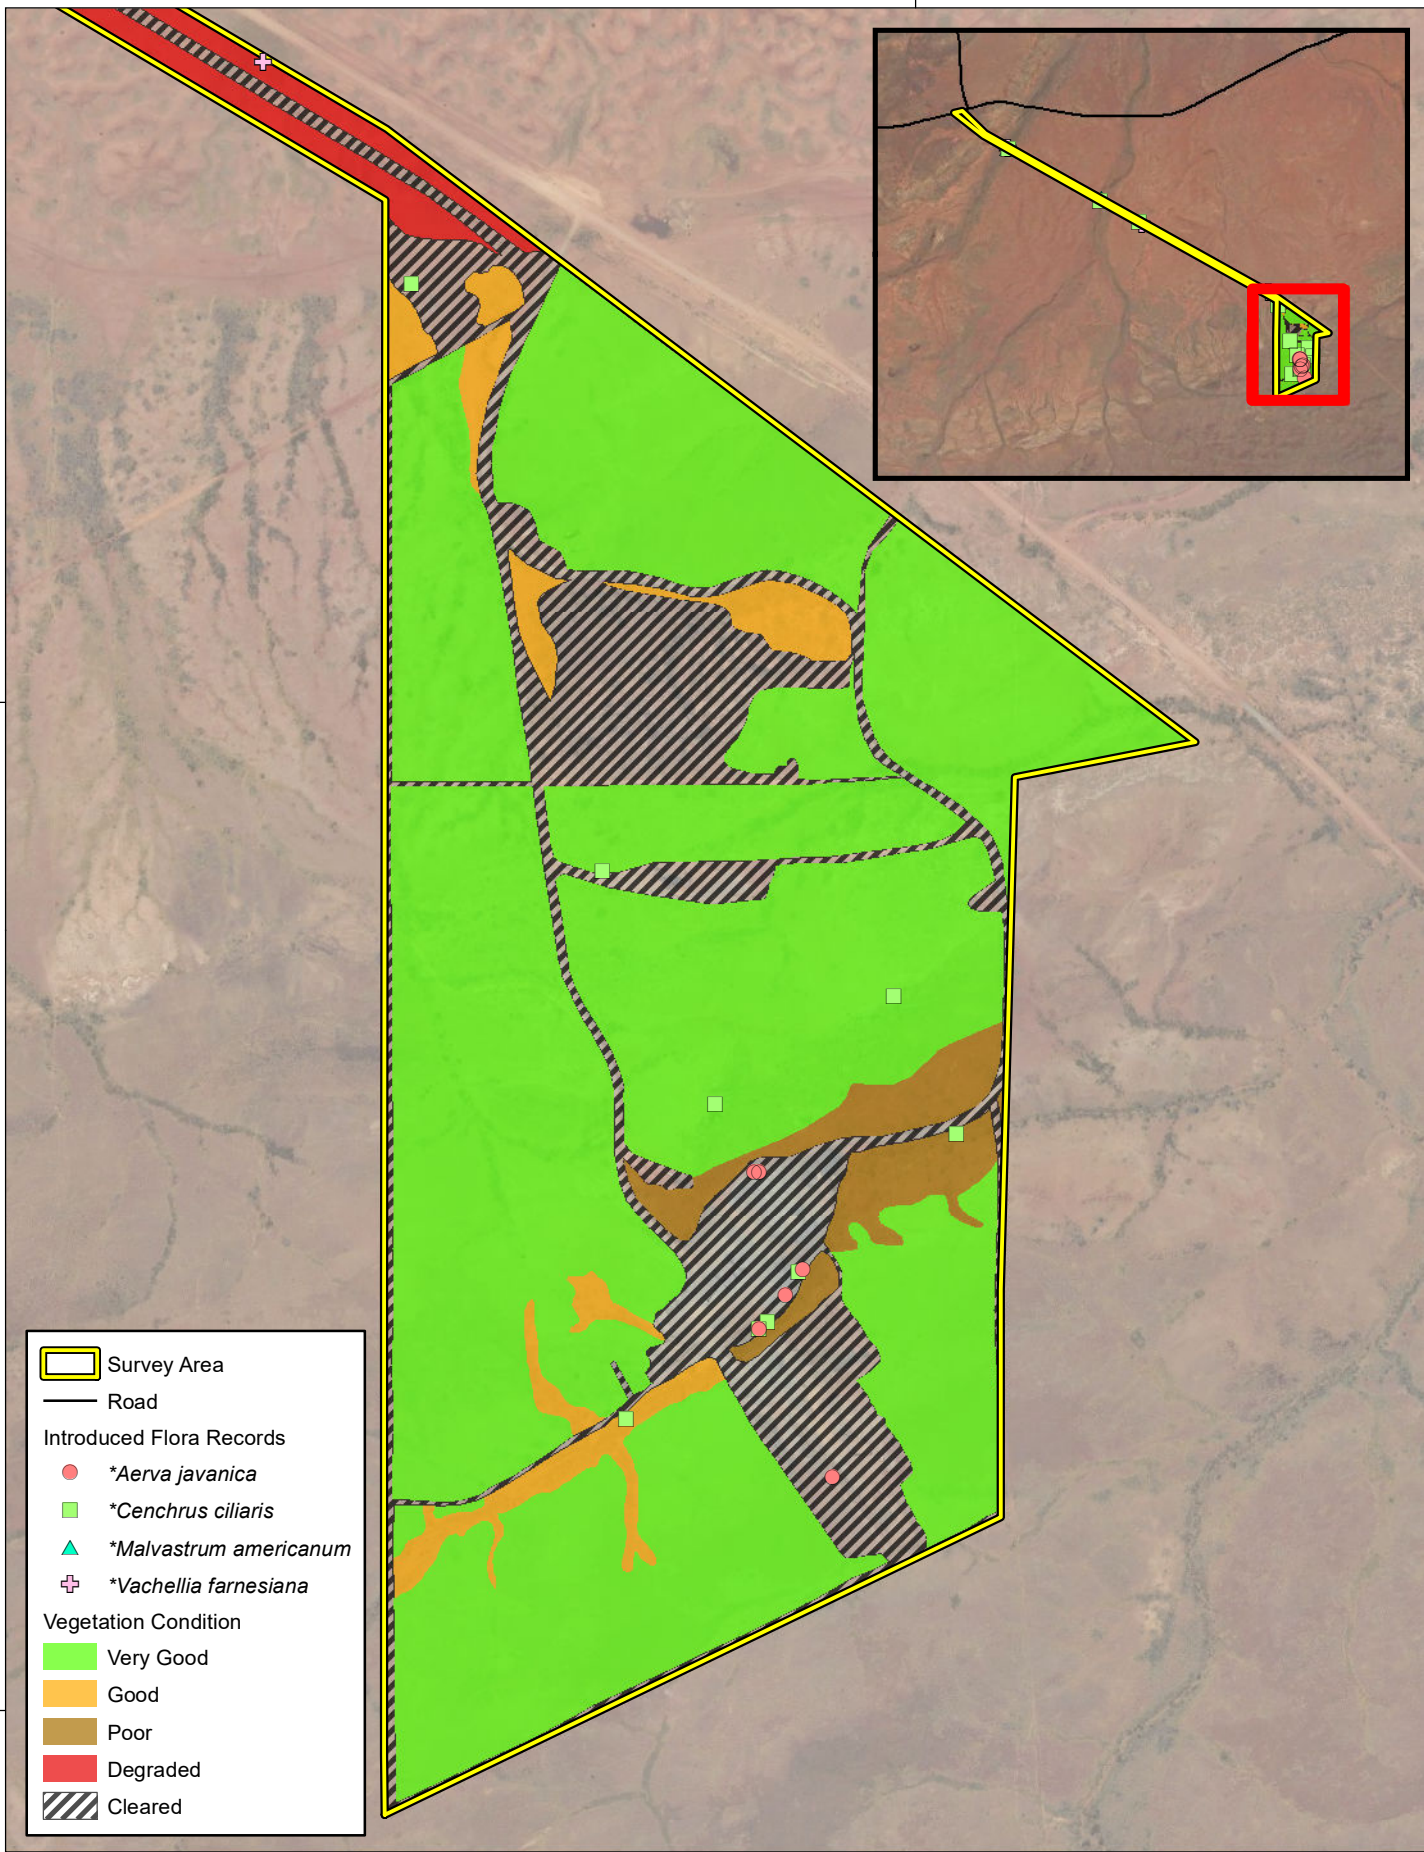 Survey Area
Road
Introduced Flora Records
*Aerva javanica
*Cenchrus ciliaris
*Malvastrum americanum
*Vachellia farnesiana
Vegetation Condition
Very Good
Good
Poor
Degraded
Cleared